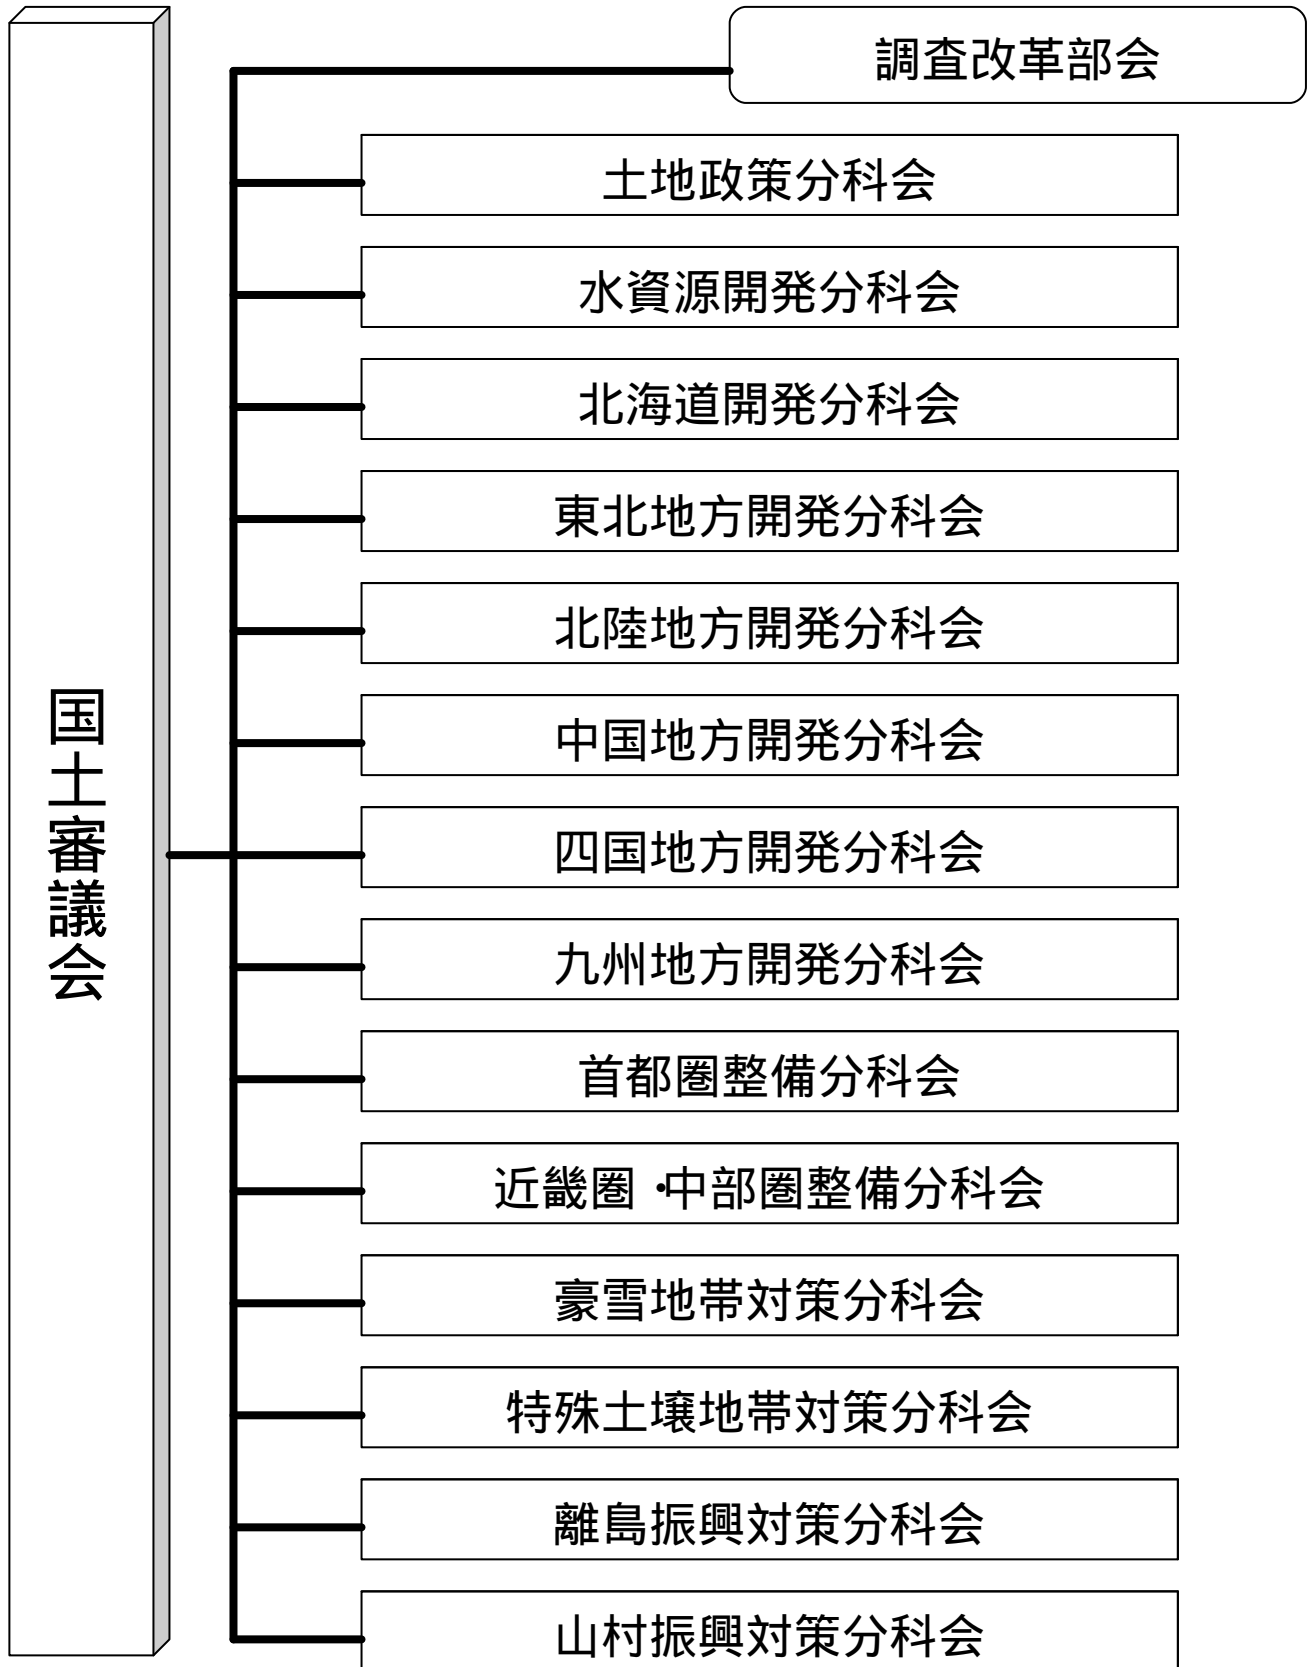 国土審議会
調査改革部会
土地政策分科会
水資源開発分科会
北海道開発分科会
東北地方開発分科会
北陸地方開発分科会
中国地方開発分科会
四国地方開発分科会
九州地方開発分科会
首都圏整備分科会
近畿圏・中部圏整備分科会
豪雪地帯対策分科会
特殊土壌地帯対策分科会
離島振興対策分科会
山村振興対策分科会